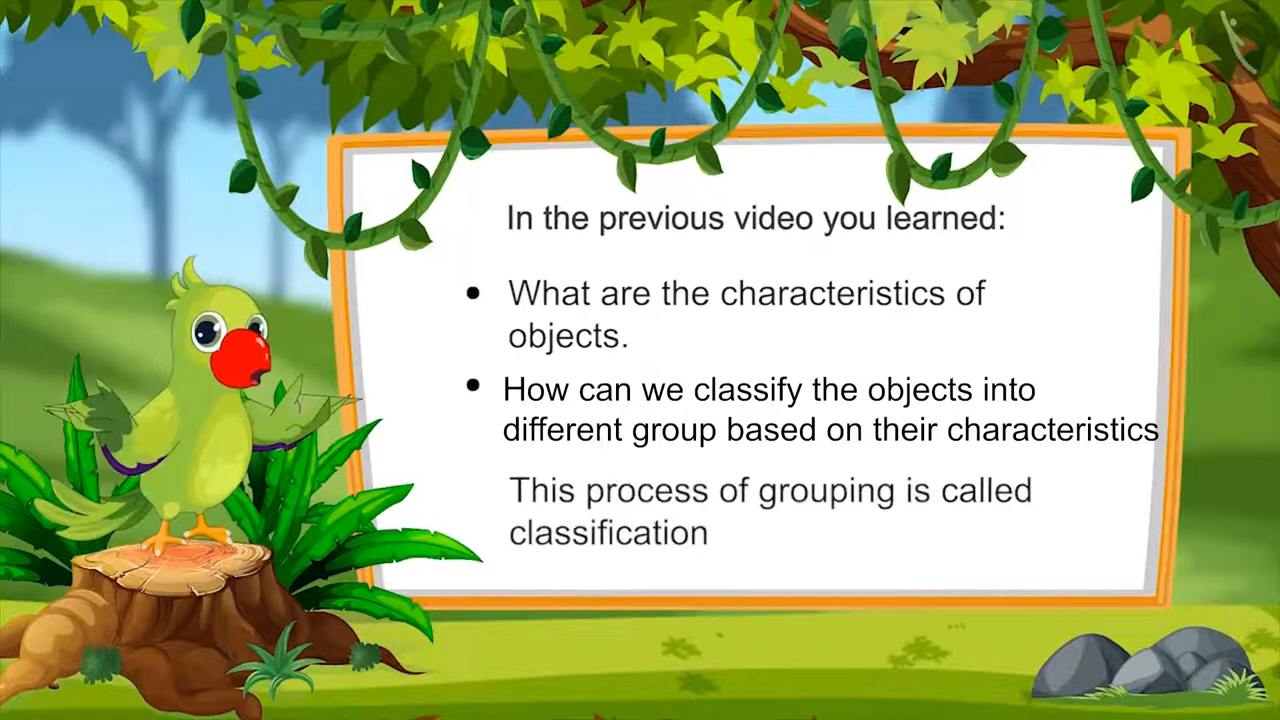 In the previous video you learned:
• What are the characteristics of
objects.
• How can we classify the objects into
different group based on their characteristics
This process of grouping is called
classification